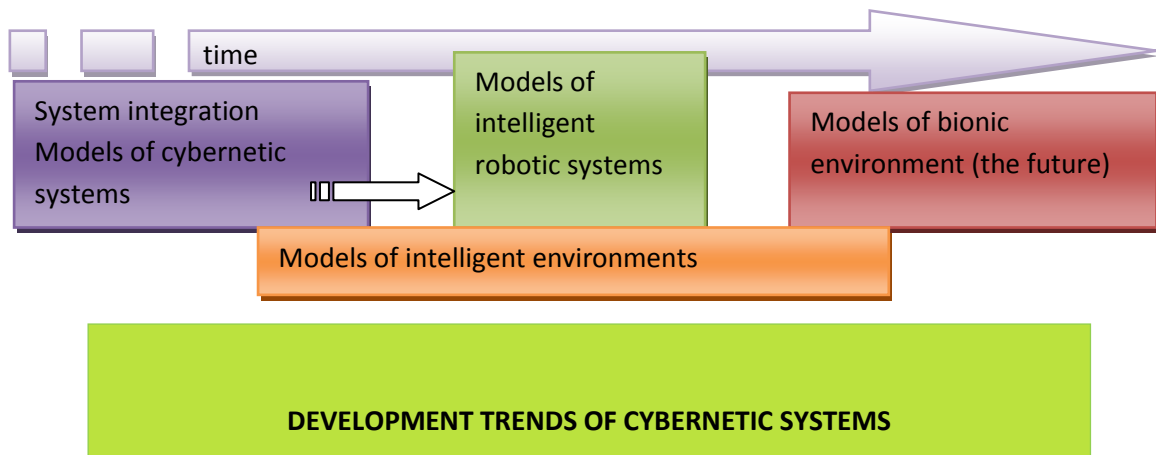 time
System integration
Models of cybernetic
systems
Models of
intelligent
robotic systems
Models of bionic
environment (the future)
Models of intelligent environments
DEVELOPMENT TRENDS OF CYBERNETIC SYSTEMS